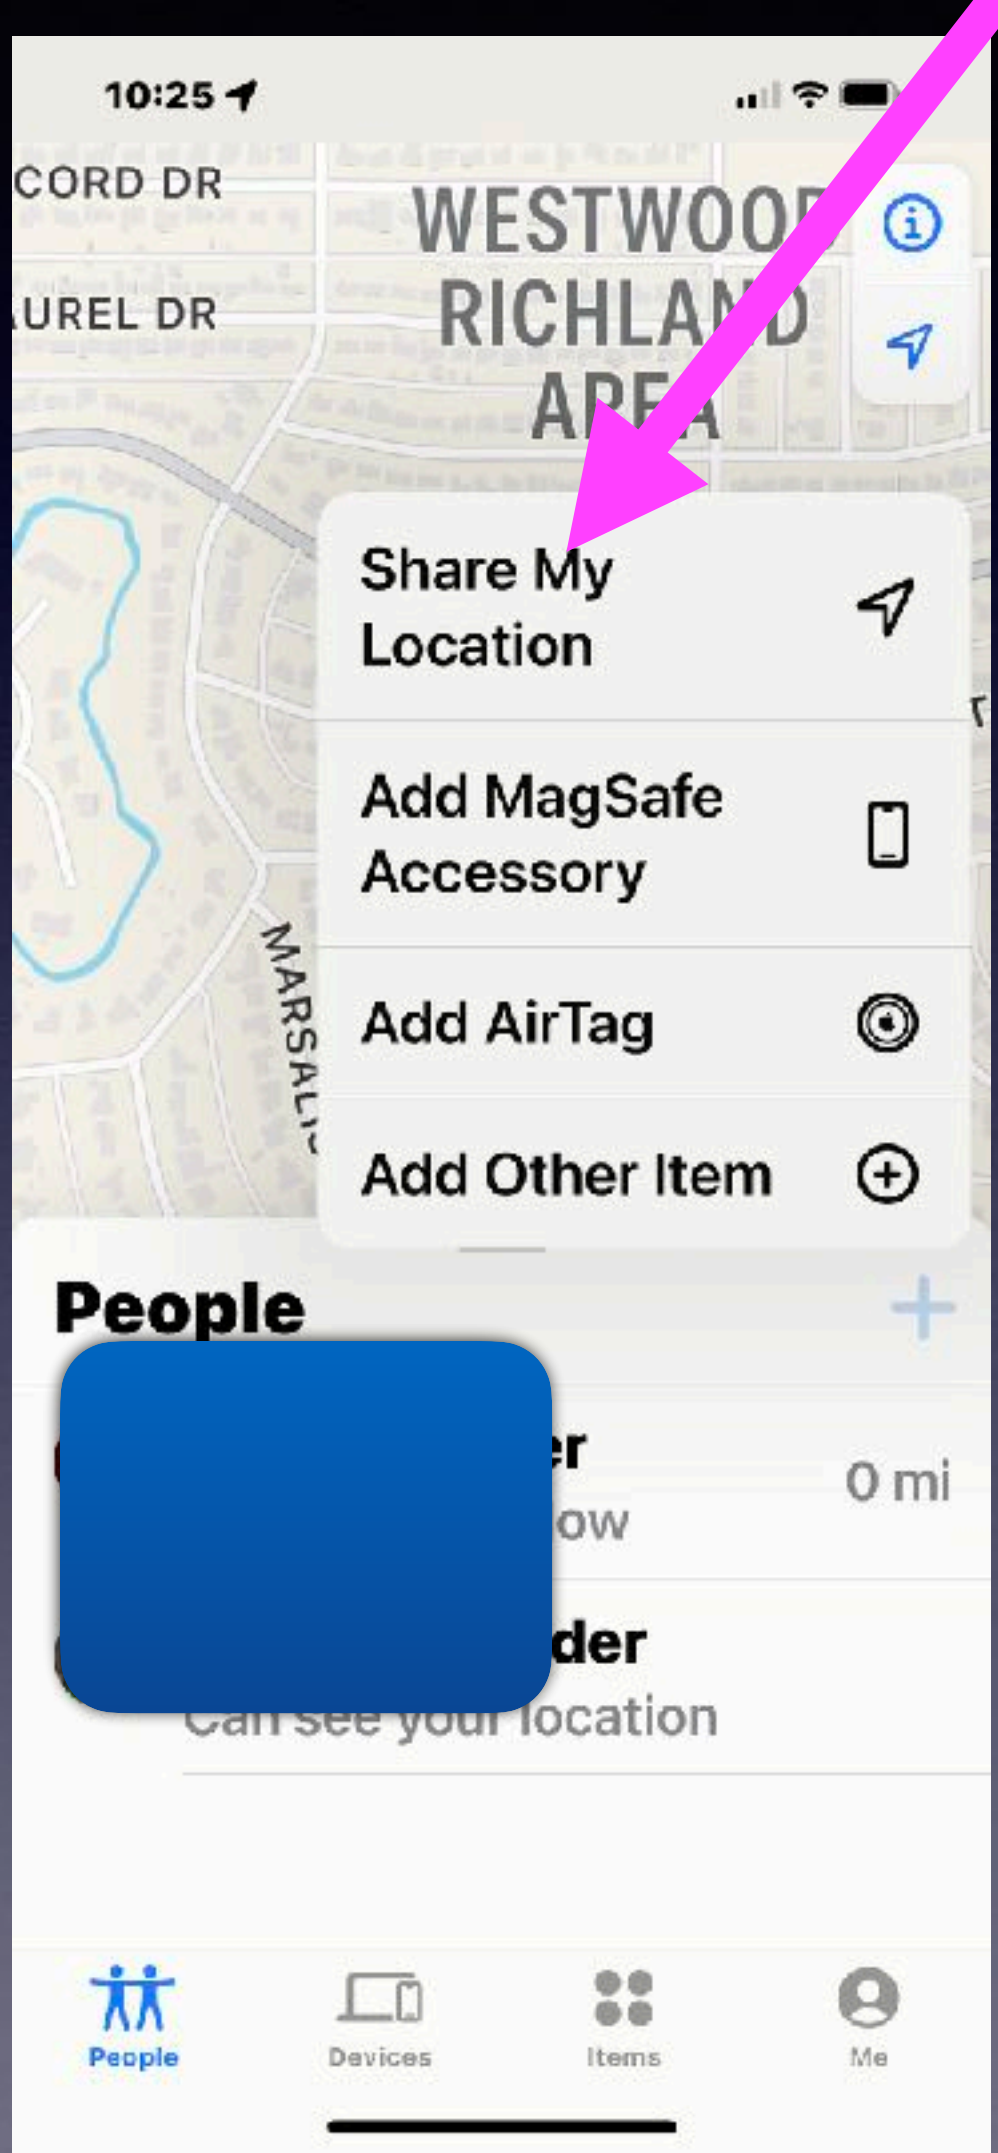 10:25
CORD DR
UREL DR
WESTWOOD
RICHLAND
AREA
Share My
Location
Add MagSafe
Accessory
MARSALIS
Add AirTag
Add Other Item
People
er
0 mi
ow
der
Can see your location
People
Devices
Items
Me